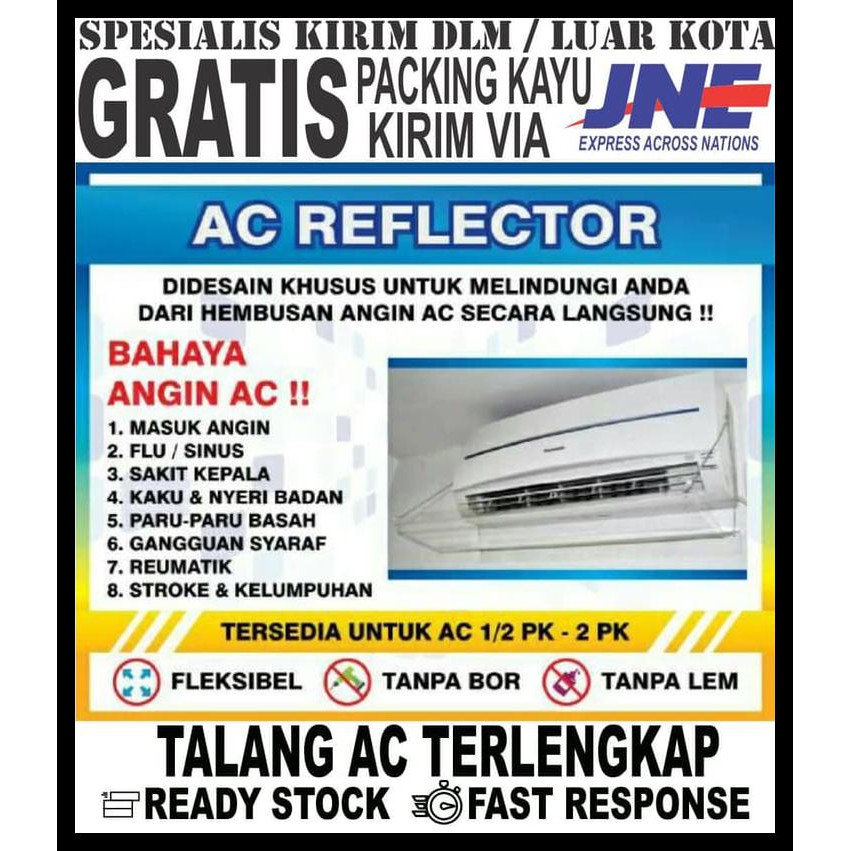 SPESIALIS KIRIM DLM / LUAR KOTA
GRATIS
PACKING KAYU
KIRIM VIA
JNE
EXPRESS ACROSS NATIONS
AC REFLECTOR
DIDESAIN KHUSUS UNTUK MELINDUNGI ANDA
DARI HEMBUSAN ANGIN AC SECARA LANGSUNG !!
BAHAYA
ANGIN AC !!
1. MASUK ANGIN
2. FLU / SINUS
3. SAKIT KEPALA
4. KAKU & NYERI BADAN
5. PARU-PARU BASAH
6. GANGGUAN SYARAF
7. REUMATIK
8. STROKE & KELUMPUHAN
TERSEDIA UNTUK AC 1/2 PK - 2 PK
FLEKSIBEL
TANPA BOR
TANPA LEM
TALANG AC TERLENGKAP
READY STOCK
FAST RESPONSE